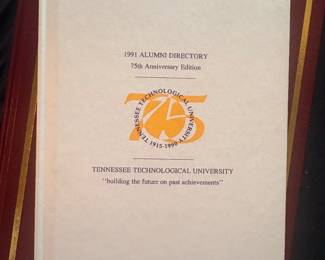 1991 ALUMNI DIRECTORY
75th Anniversary Edition
75
TENNESSEE TECHNOLOGICAL UNIVERSITY
1915-1990
TENNESSEE TECHNOLOGICAL UNIVERSITY
"building the future on past achievements"